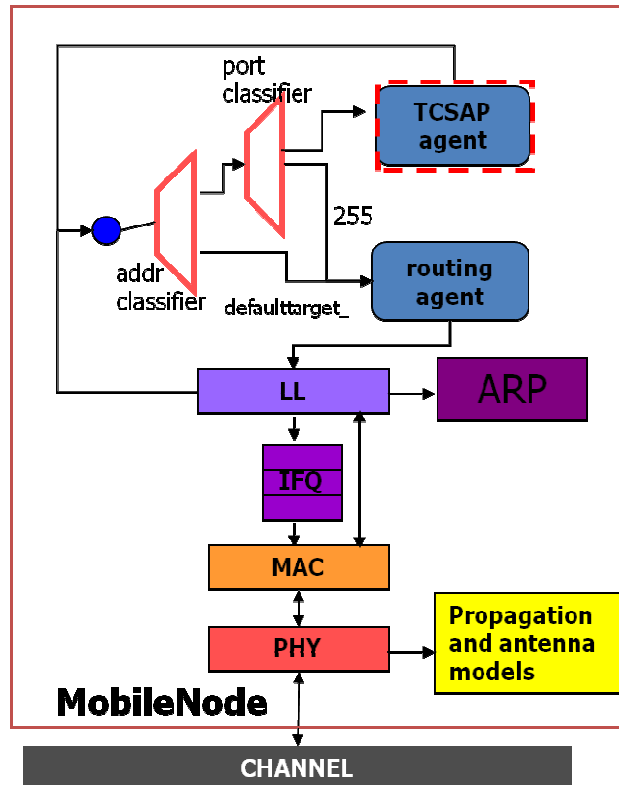 port
classifier
TCSAP
agent
255
addr
classifier
routing
agent
defaulttarget_
LL
ARP
IFQ
MAC
PHY
Propagation
and antenna
models
MobileNode
CHANNEL